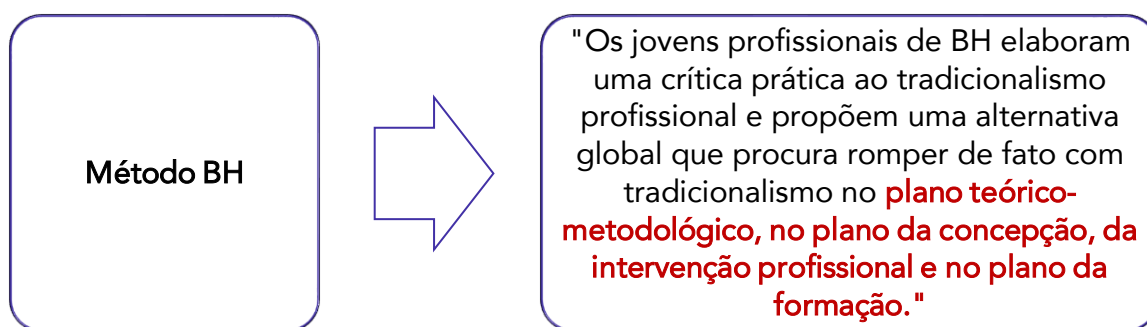 Método BH
"Os jovens profissionais de BH elaboram
uma crítica prática ao tradicionalismo
profissional e propõem uma alternativa
global que procura romper de fato com
tradicionalismo no plano teórico-
metodológico, no plano da concepção, da
intervenção profissional e no plano da
formação."